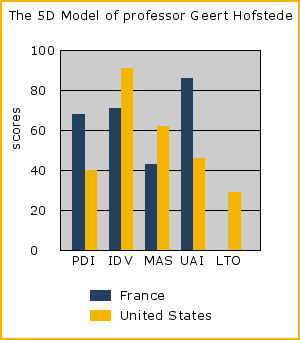 The 5D Model of professor Geert Hofstede
100
80
60
40
20
0
scores
PDI IDV MAS UAI LTO
France
United States